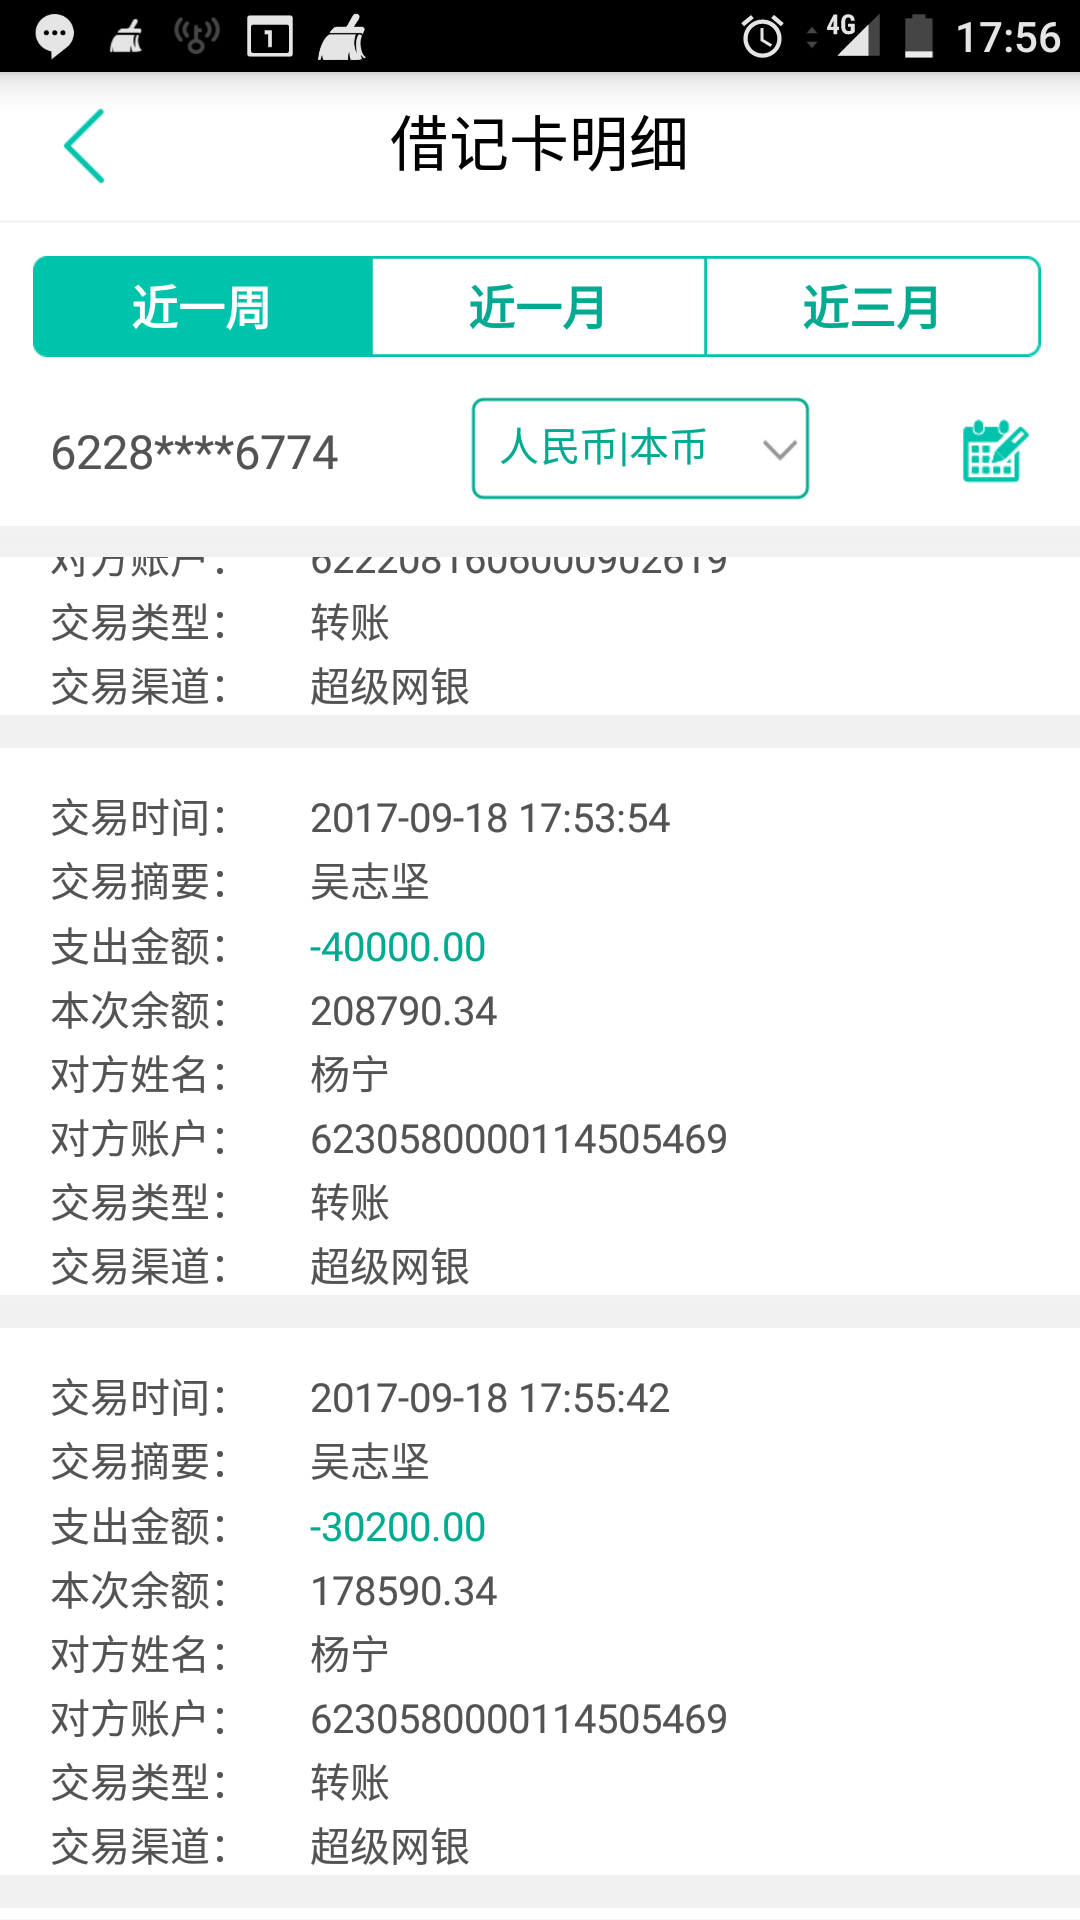 1 4G 17:56
借记卡明细
近一周 近一月 近三月
6228****6774 人民币|本币
对方账户： 6222081606000902619
交易类型： 转账
交易渠道： 超级网银
交易时间： 2017-09-18 17:53:54
交易摘要： 吴志坚
支出金额： -40000.00
本次余额： 208790.34
对方姓名： 杨宁
对方账户： 6230580000114505469
交易类型： 转账
交易渠道： 超级网银
交易时间： 2017-09-18 17:55:42
交易摘要： 吴志坚
支出金额： -30200.00
本次余额： 178590.34
对方姓名： 杨宁
对方账户： 6230580000114505469
交易类型： 转账
交易渠道： 超级网银